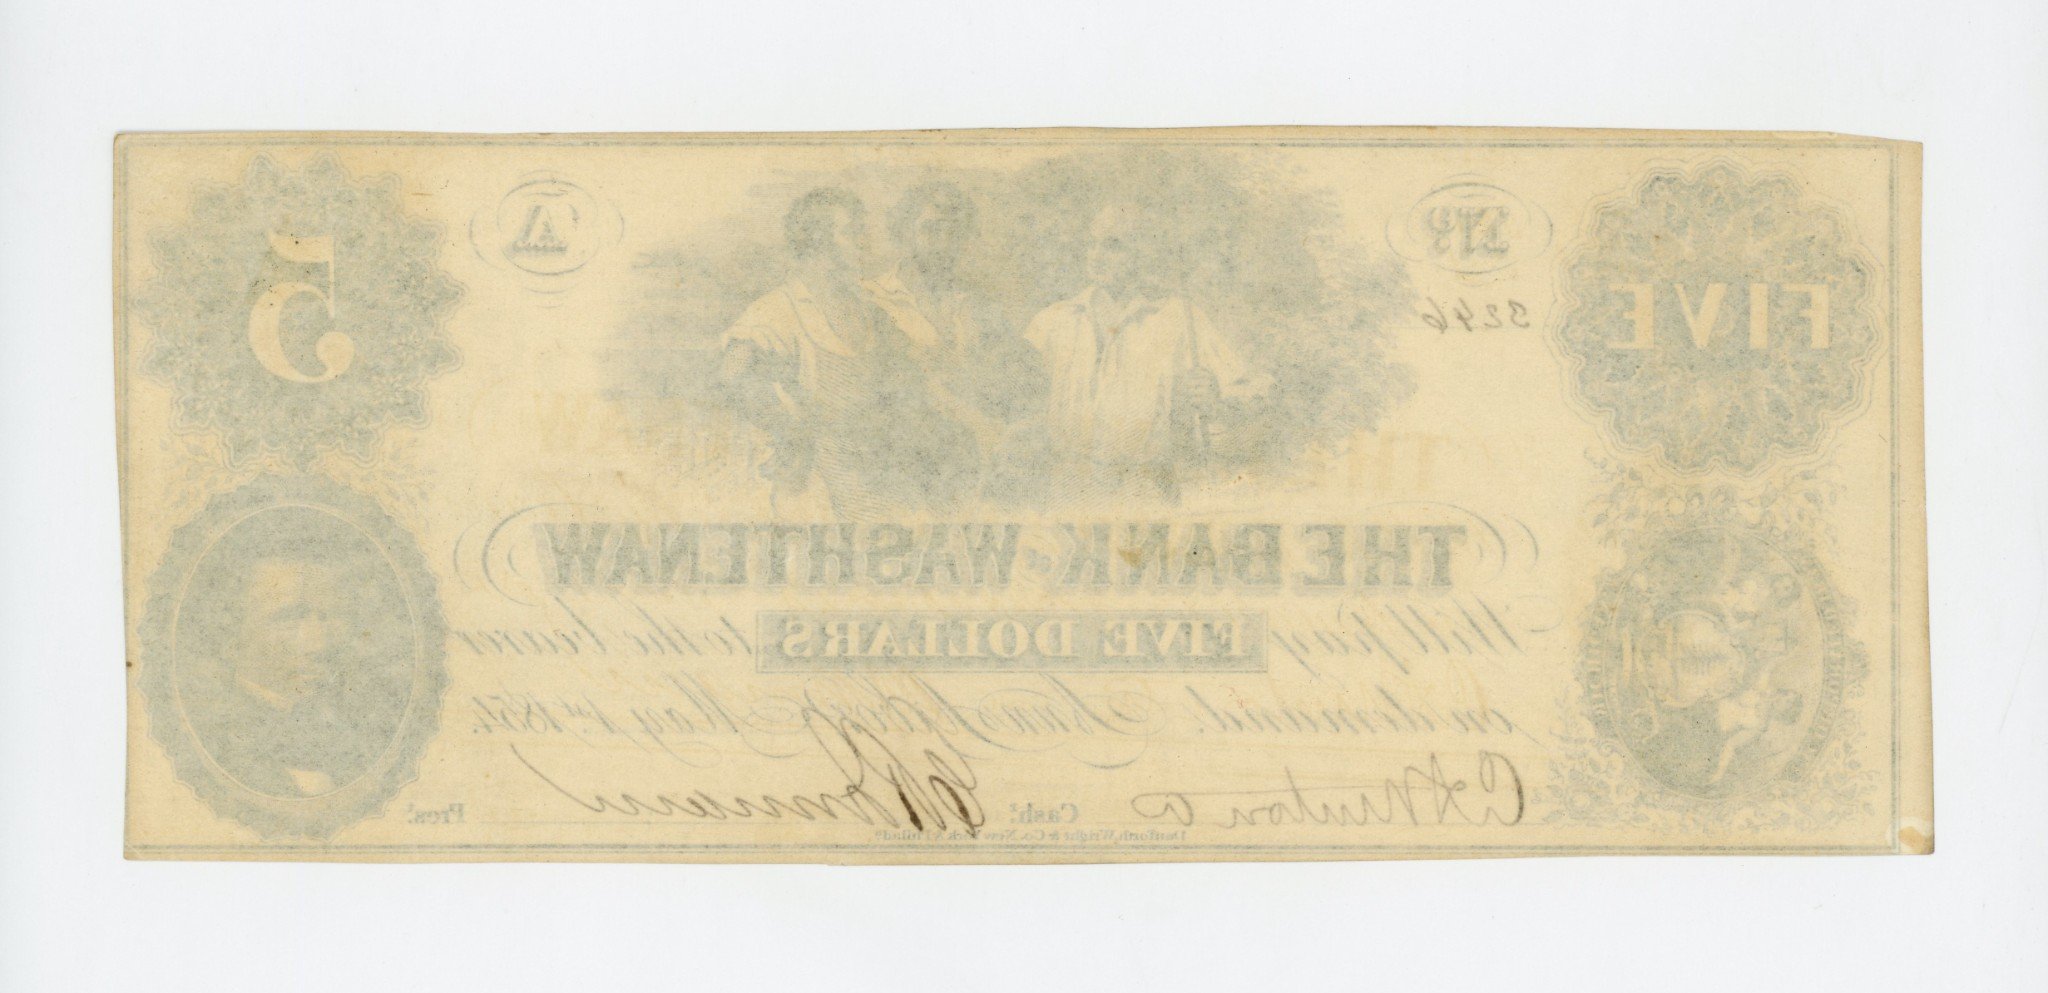 FIVE
Nº
A
5
3246
THE BANK OF WASHTENAW
Will pay FIVE DOLLARS to the bearer
on demand. Ann Arbor May 1st 1854.
Cash.r Pres.t
Danforth, Wright & Co. New York & Philad.a